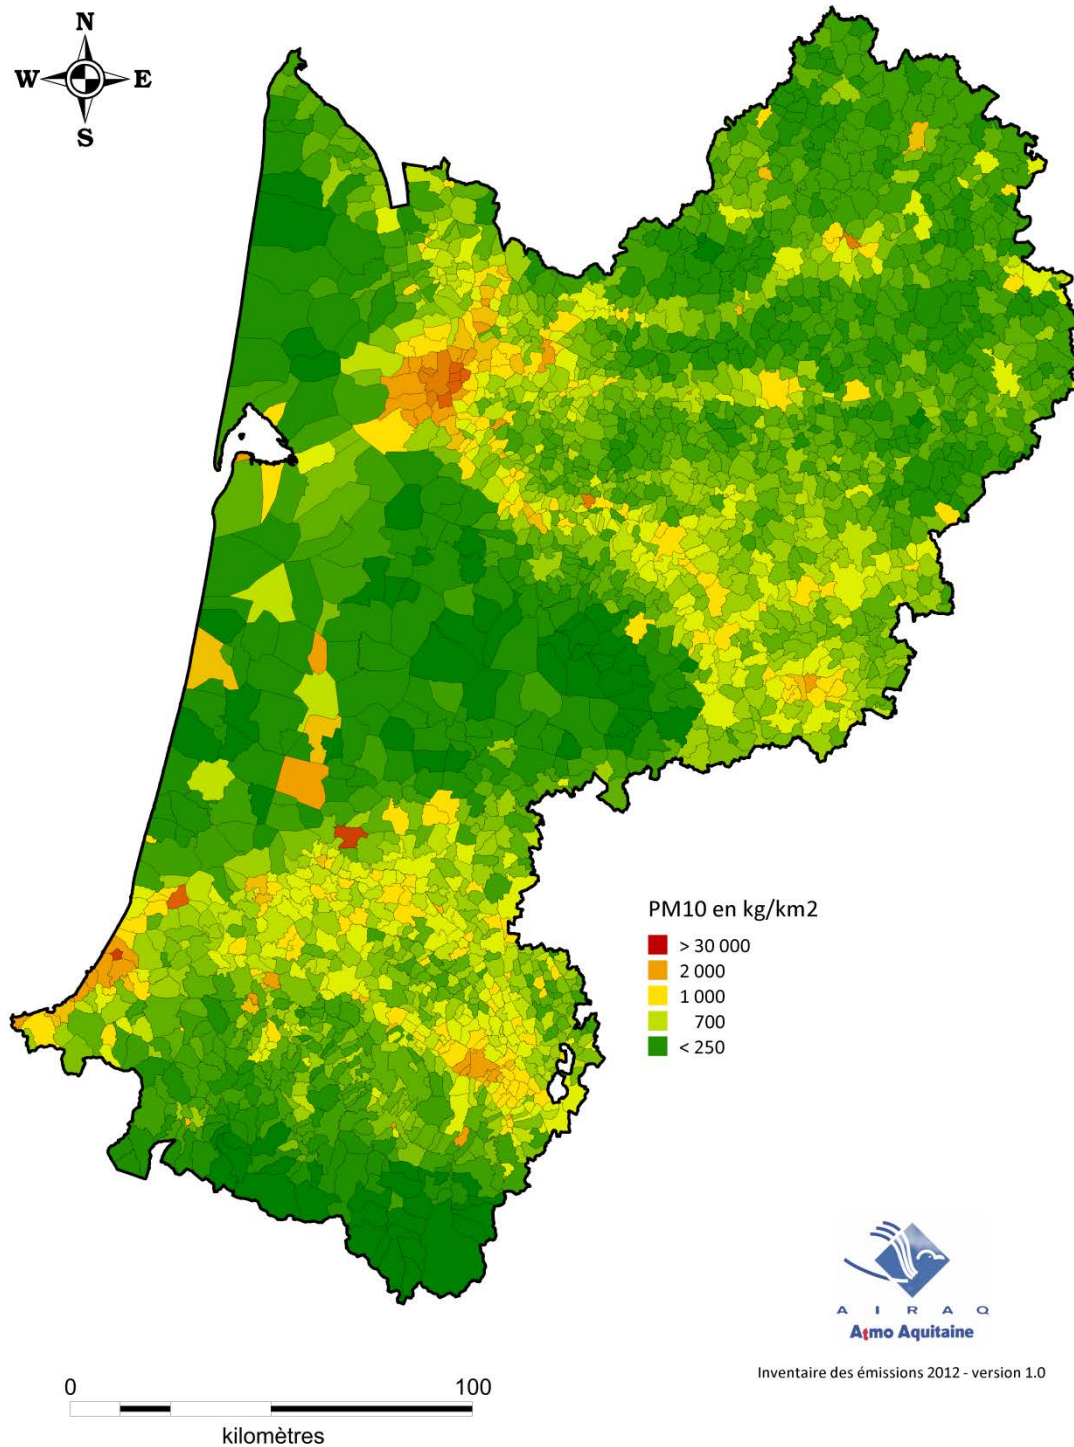 N
W E
S
PM10 en kg/km2
> 30 000
2 000
1 000
700
< 250
A I R A Q
Atmo Aquitaine
Inventaire des émissions 2012 - version 1.0
0 100
kilomètres